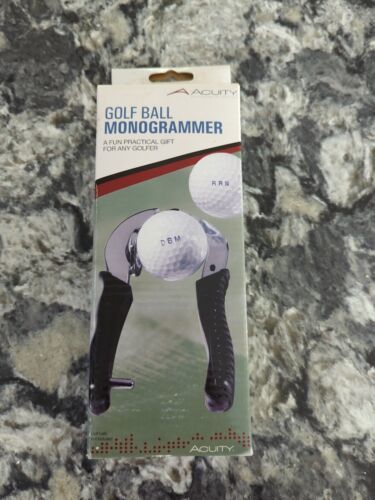 ACUITY
GOLF BALL
MONOGRAMMER
A FUN PRACTICAL GIFT
FOR ANY GOLFER
RRN
DBM
ACUITY